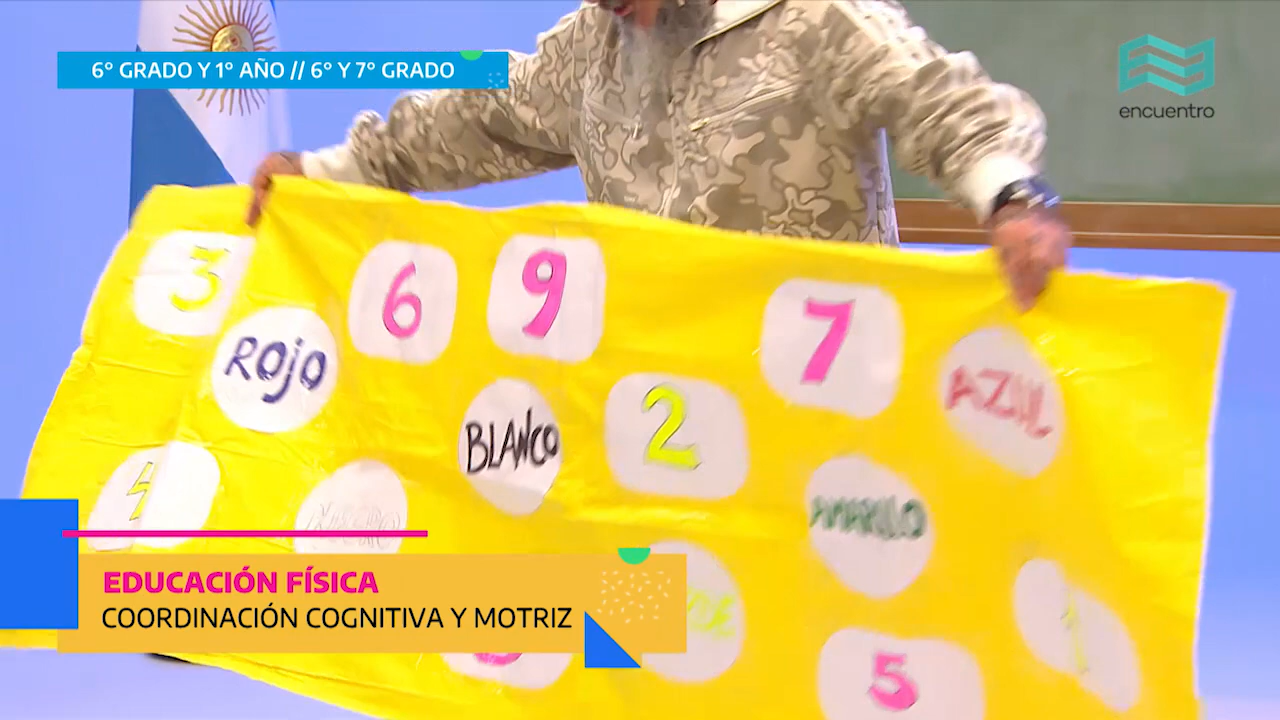 6° GRADO Y 1° AÑO // 6° Y 7° GRADO
encuentro
3
6
9
7
ROJO
AZUL
BLANCO
2
4
AMARILLO
1
5
EDUCACIÓN FÍSICA
COORDINACIÓN COGNITIVA Y MOTRIZ